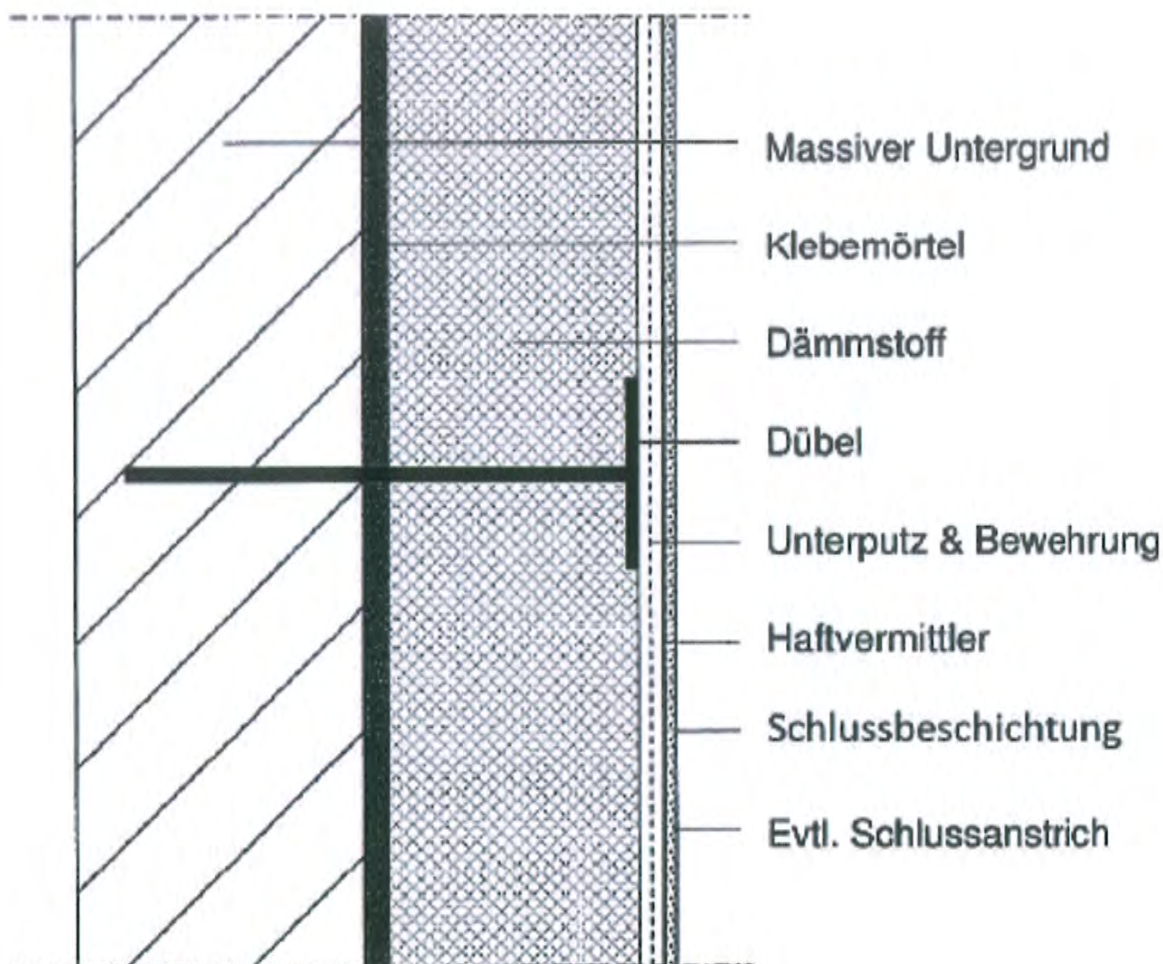 Massiver Untergrund
Klebemörtel
Dämmstoff
Dübel
Unterputz & Bewehrung
Haftvermittler
Schlussbeschichtung
Evtl. Schlussanstrich